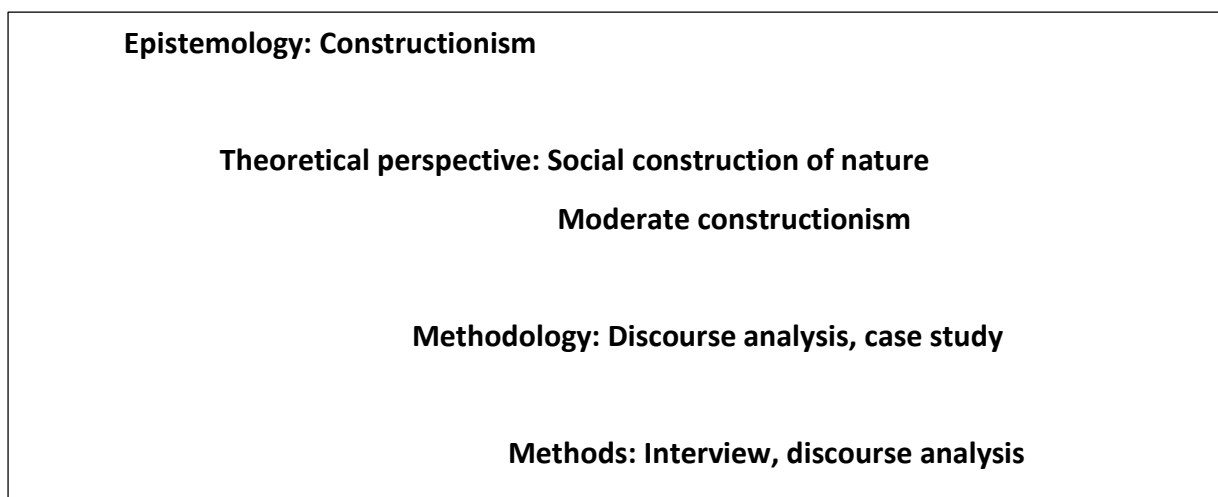 Epistemology: Constructionism
Theoretical perspective: Social construction of nature
Moderate constructionism
Methodology: Discourse analysis, case study
Methods: Interview, discourse analysis